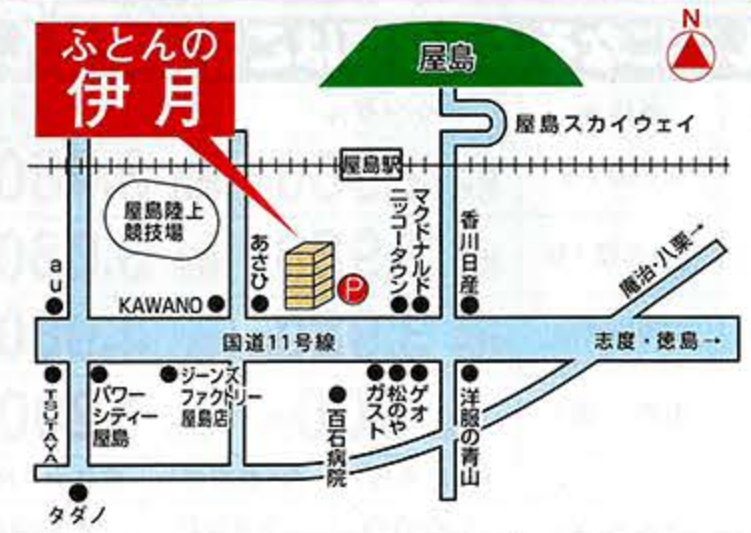 ふとんの
伊月
屋島
N
屋島スカイウェイ
屋島駅
屋島陸上
競技場
au
KAWANO
あさひ
P
ニッコータウン
マクドナルド
香川日産
庵治・八栗→
国道11号線
志度・徳島→
TSUTAYA
パワー
シティー
屋島
ジーンズ
ファクトリー
屋島店
百石病院
ガスト
松のや
ゲオ
洋服の青山
タダノ